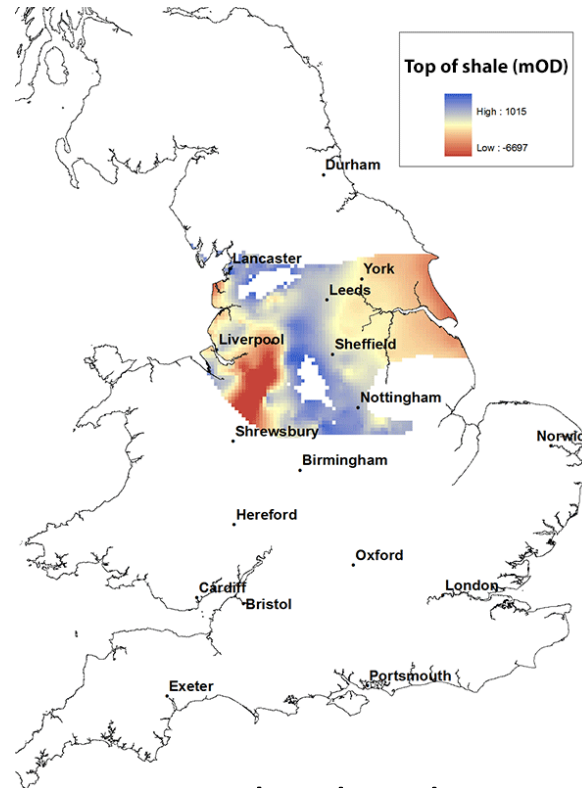 Top of shale (mOD)
High : 1015
Low : -6697
Durham
Lancaster
York
Leeds
Liverpool
Sheffield
Nottingham
Shrewsbury
Norwic
Birmingham
Hereford
Oxford
Cardiff
London
Bristol
Portsmouth
Exeter